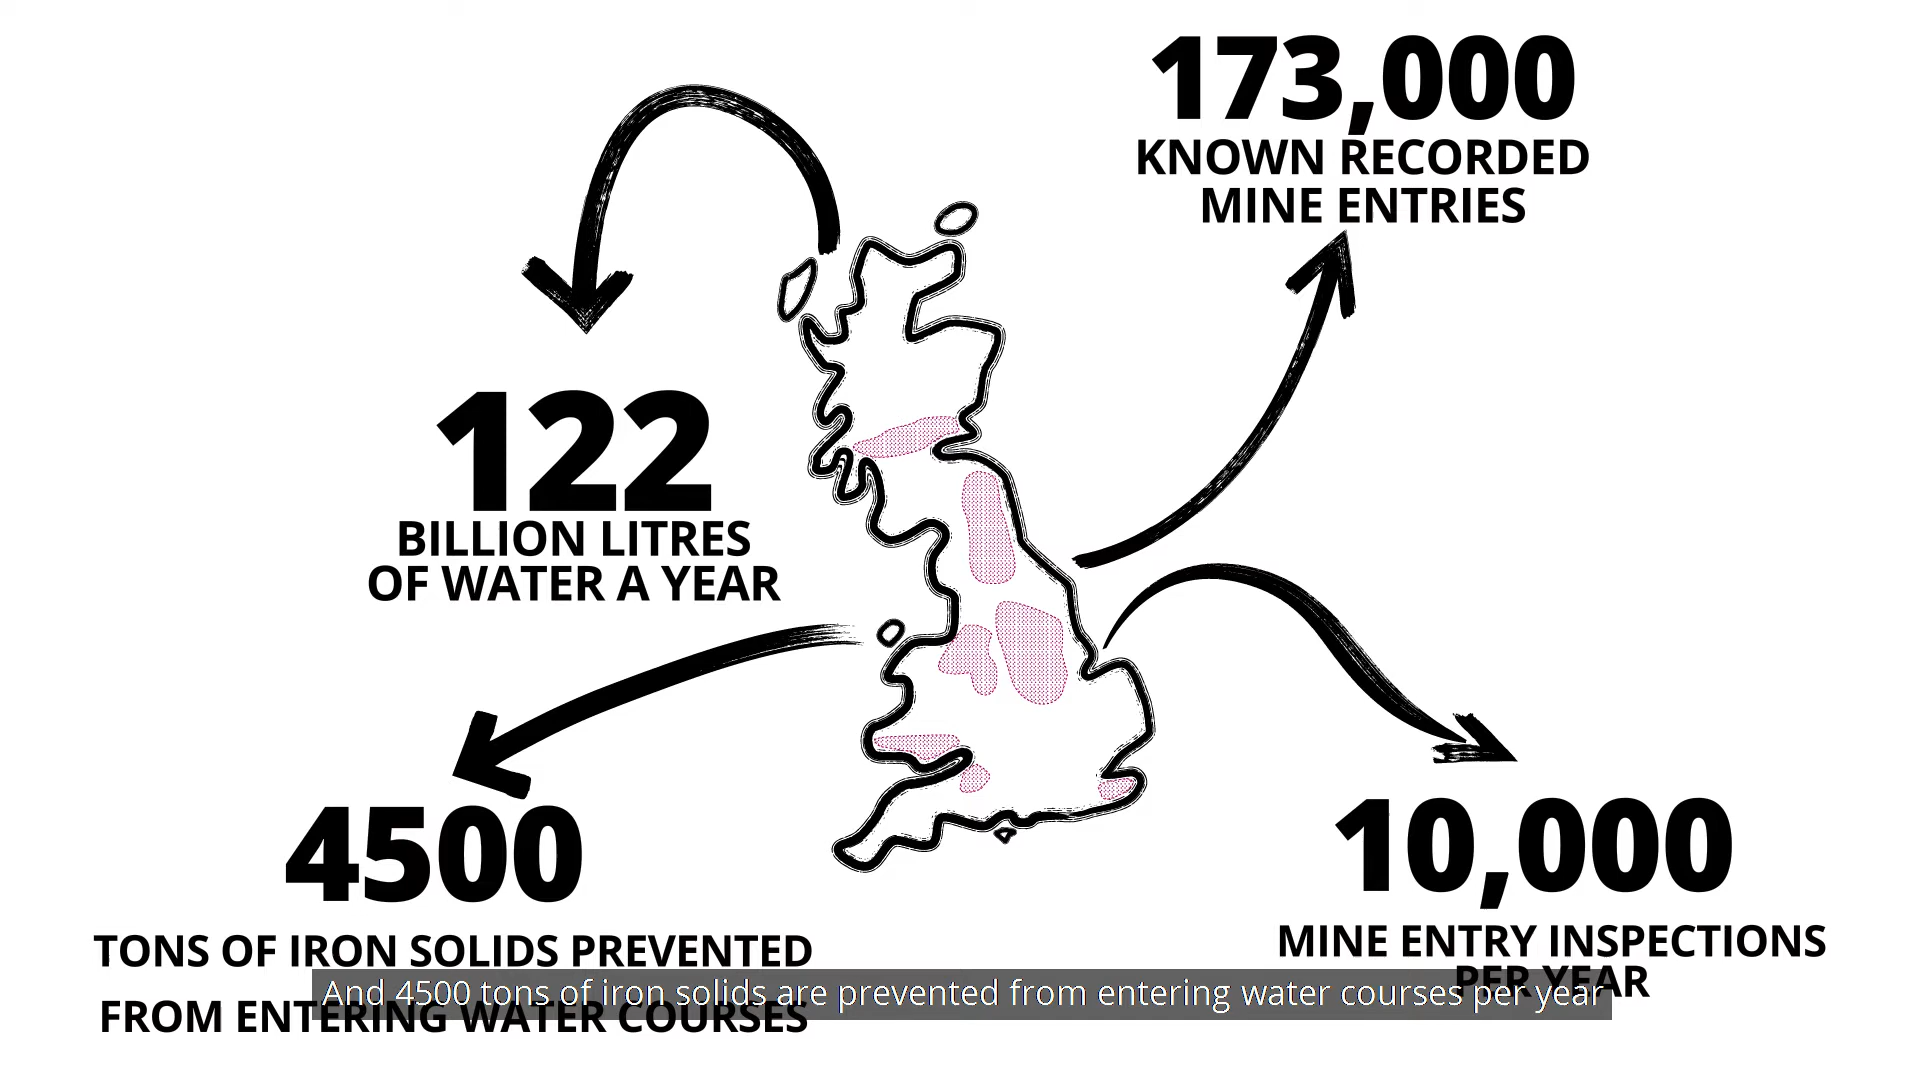 173,000
KNOWN RECORDED
MINE ENTRIES
122
BILLION LITRES
OF WATER A YEAR
4500
TONS OF IRON SOLIDS PREVENTED
FROM ENTERING WATER COURSES
10,000
MINE ENTRY INSPECTIONS
PER YEAR
And 4500 tons of iron solids are prevented from entering water courses per year